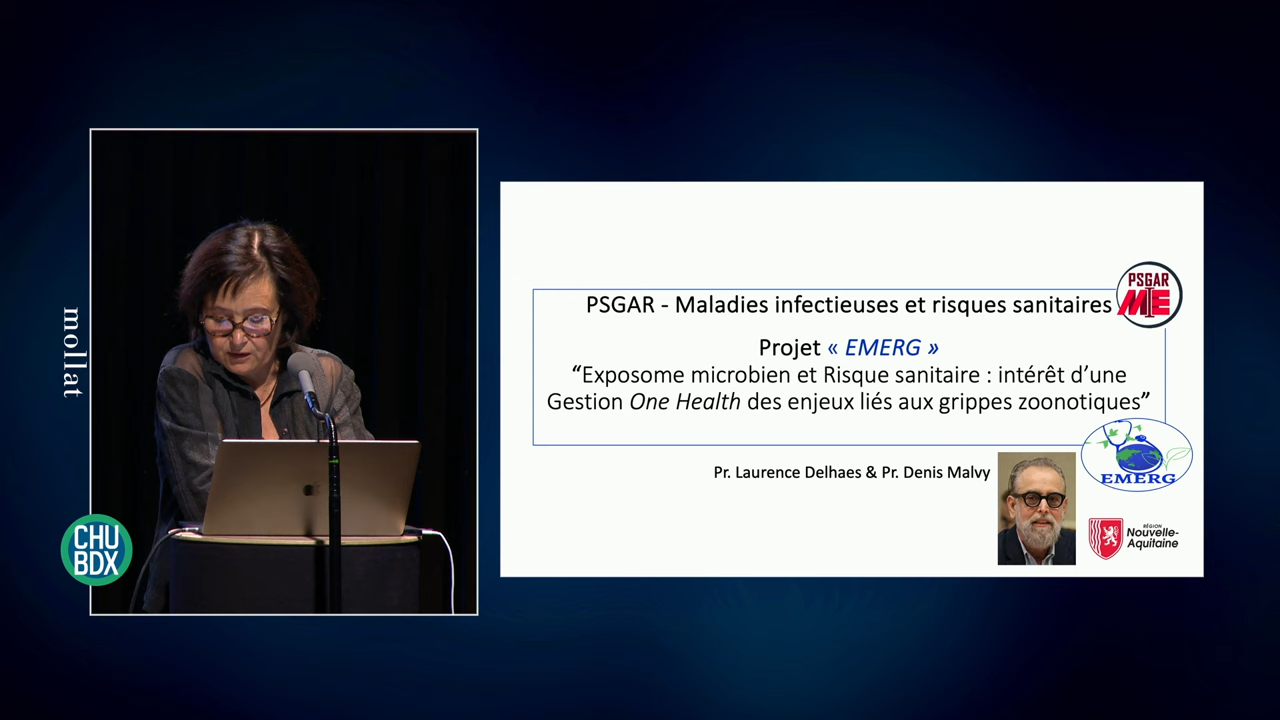 mollat
CHU
BDX
PSGAR - Maladies infectieuses et risques sanitaires
PSGAR
MIE
Projet « EMERG »
“Exposome microbien et Risque sanitaire : intérêt d’une
Gestion One Health des enjeux liés aux grippes zoonotiques”
Pr. Laurence Delhaes & Pr. Denis Malvy
EMERG
RÉGION
Nouvelle-
Aquitaine